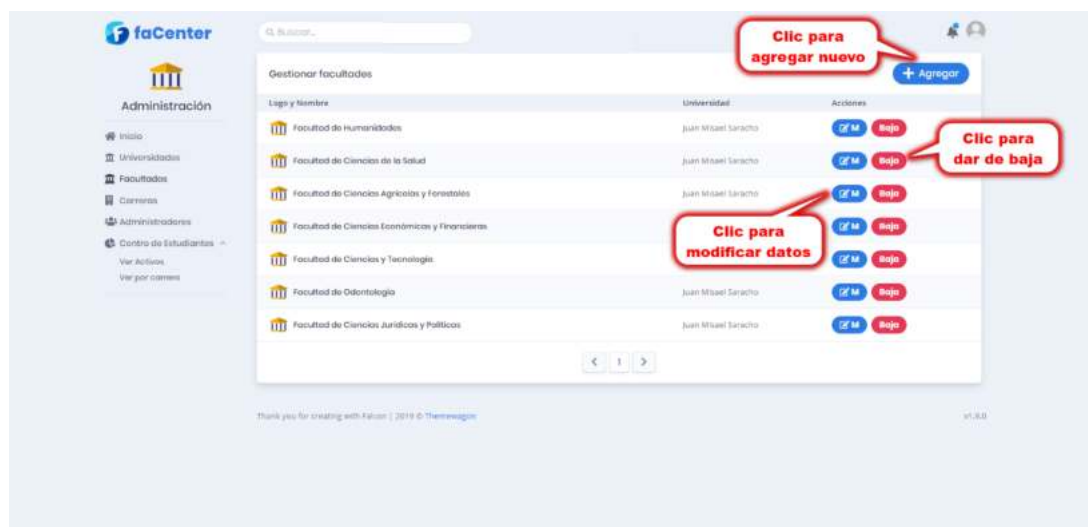 faCenter
Buscar...
Clic para
agregar nuevo
Administración
Gestionar facultades
Agregar
Logo y Nombre Universidad Acciones
Inicio
Universidades
Facultades
Carreras
Administradores
Centro de Estudiantes
Ver Activos
Ver por carrera
Facultad de Humanidades Juan Misael Saracho M Baja
Clic para
dar de baja
Facultad de Ciencias de la Salud Juan Misael Saracho M Baja
Facultad de Ciencias Agrícolas y Forestales Juan Misael Saracho M Baja
Clic para
modificar datos
Facultad de Ciencias Económicas y Financieras M Baja
Facultad de Ciencias y Tecnología M Baja
Facultad de Odontología Juan Misael Saracho M Baja
Facultad de Ciencias Jurídicas y Políticas Juan Misael Saracho M Baja
< 1 >
Thank you for creating with Falcon | 2019 © Themewagon
v1.8.0